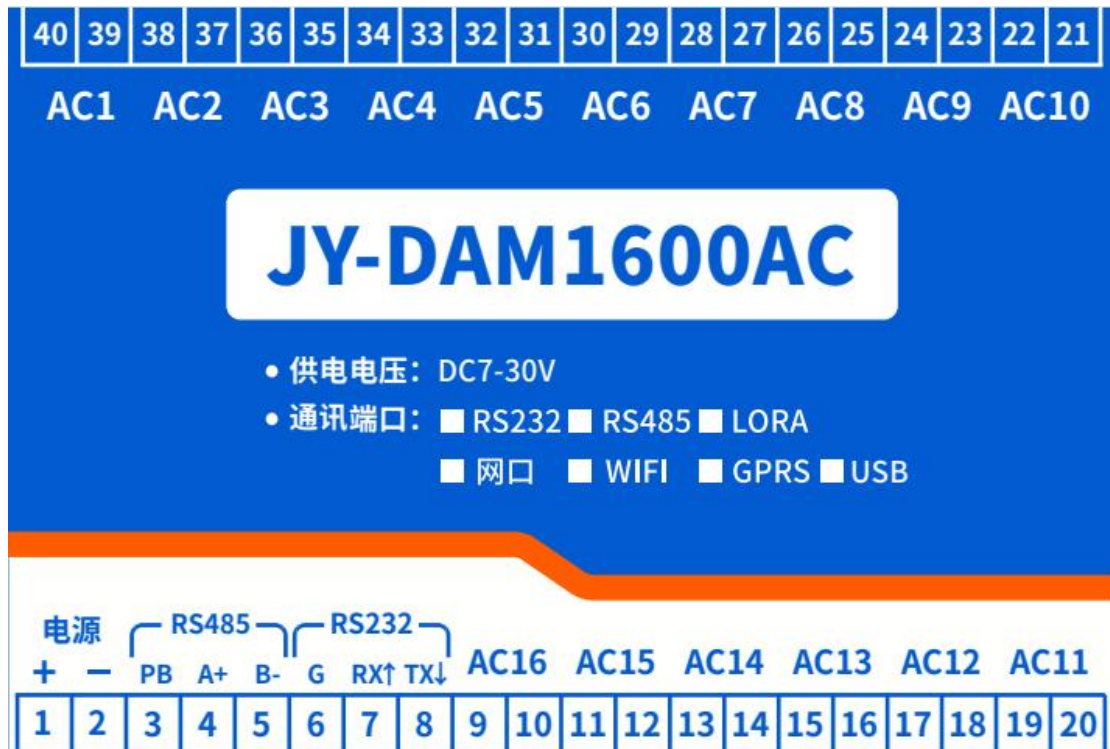 40 39 38 37 36 35 34 33 32 31 30 29 28 27 26 25 24 23 22 21
AC1 AC2 AC3 AC4 AC5 AC6 AC7 AC8 AC9 AC10
JY-DAM1600AC
• 供电电压：DC7-30V
• 通讯端口：■ RS232 ■ RS485 ■ LORA
■ 网口 ■ WIFI ■ GPRS ■ USB
电源 RS485 RS232
+ − PB A+ B- G RX↑ TX↓ AC16 AC15 AC14 AC13 AC12 AC11
1 2 3 4 5 6 7 8 9 10 11 12 13 14 15 16 17 18 19 20